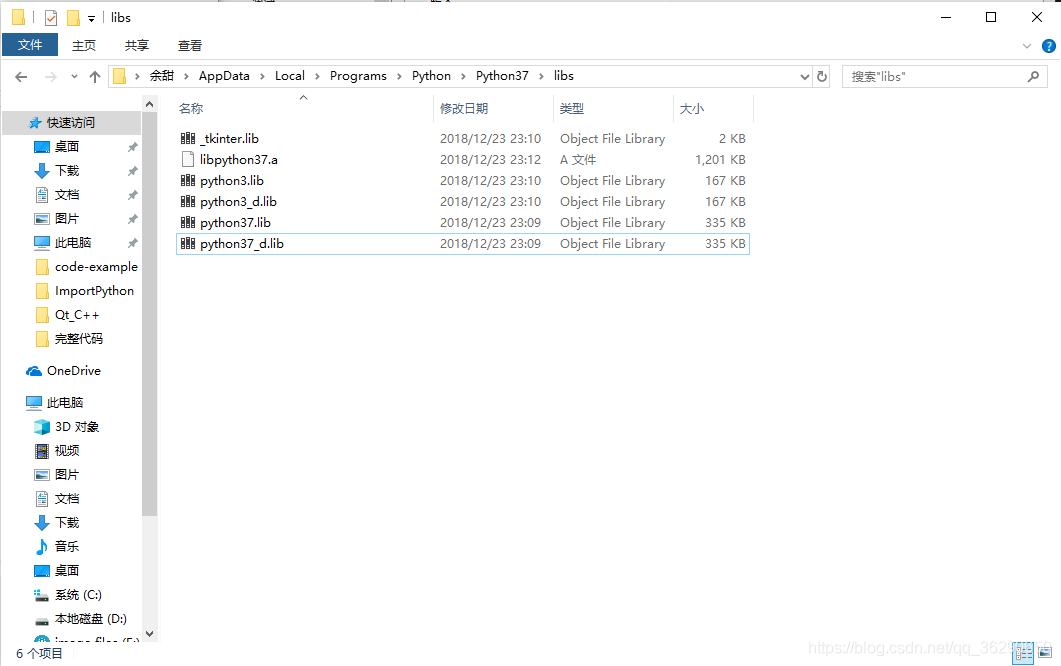 libs
文件 主页 共享 查看
余甜 AppData Local Programs Python Python37 libs 搜索"libs"
名称 修改日期 类型 大小
_tkinter.lib 2018/12/23 23:10 Object File Library 2 KB
libpython37.a 2018/12/23 23:12 A 文件 1,201 KB
python3.lib 2018/12/23 23:10 Object File Library 167 KB
python3_d.lib 2018/12/23 23:10 Object File Library 167 KB
python37.lib 2018/12/23 23:09 Object File Library 335 KB
python37_d.lib 2018/12/23 23:09 Object File Library 335 KB
快速访问
桌面
下载
文档
图片
此电脑
code-example
ImportPython
Qt_C++
完整代码
OneDrive
此电脑
3D 对象
视频
图片
文档
下载
音乐
桌面
系统 (C:)
本地磁盘 (D:)
6 个项目